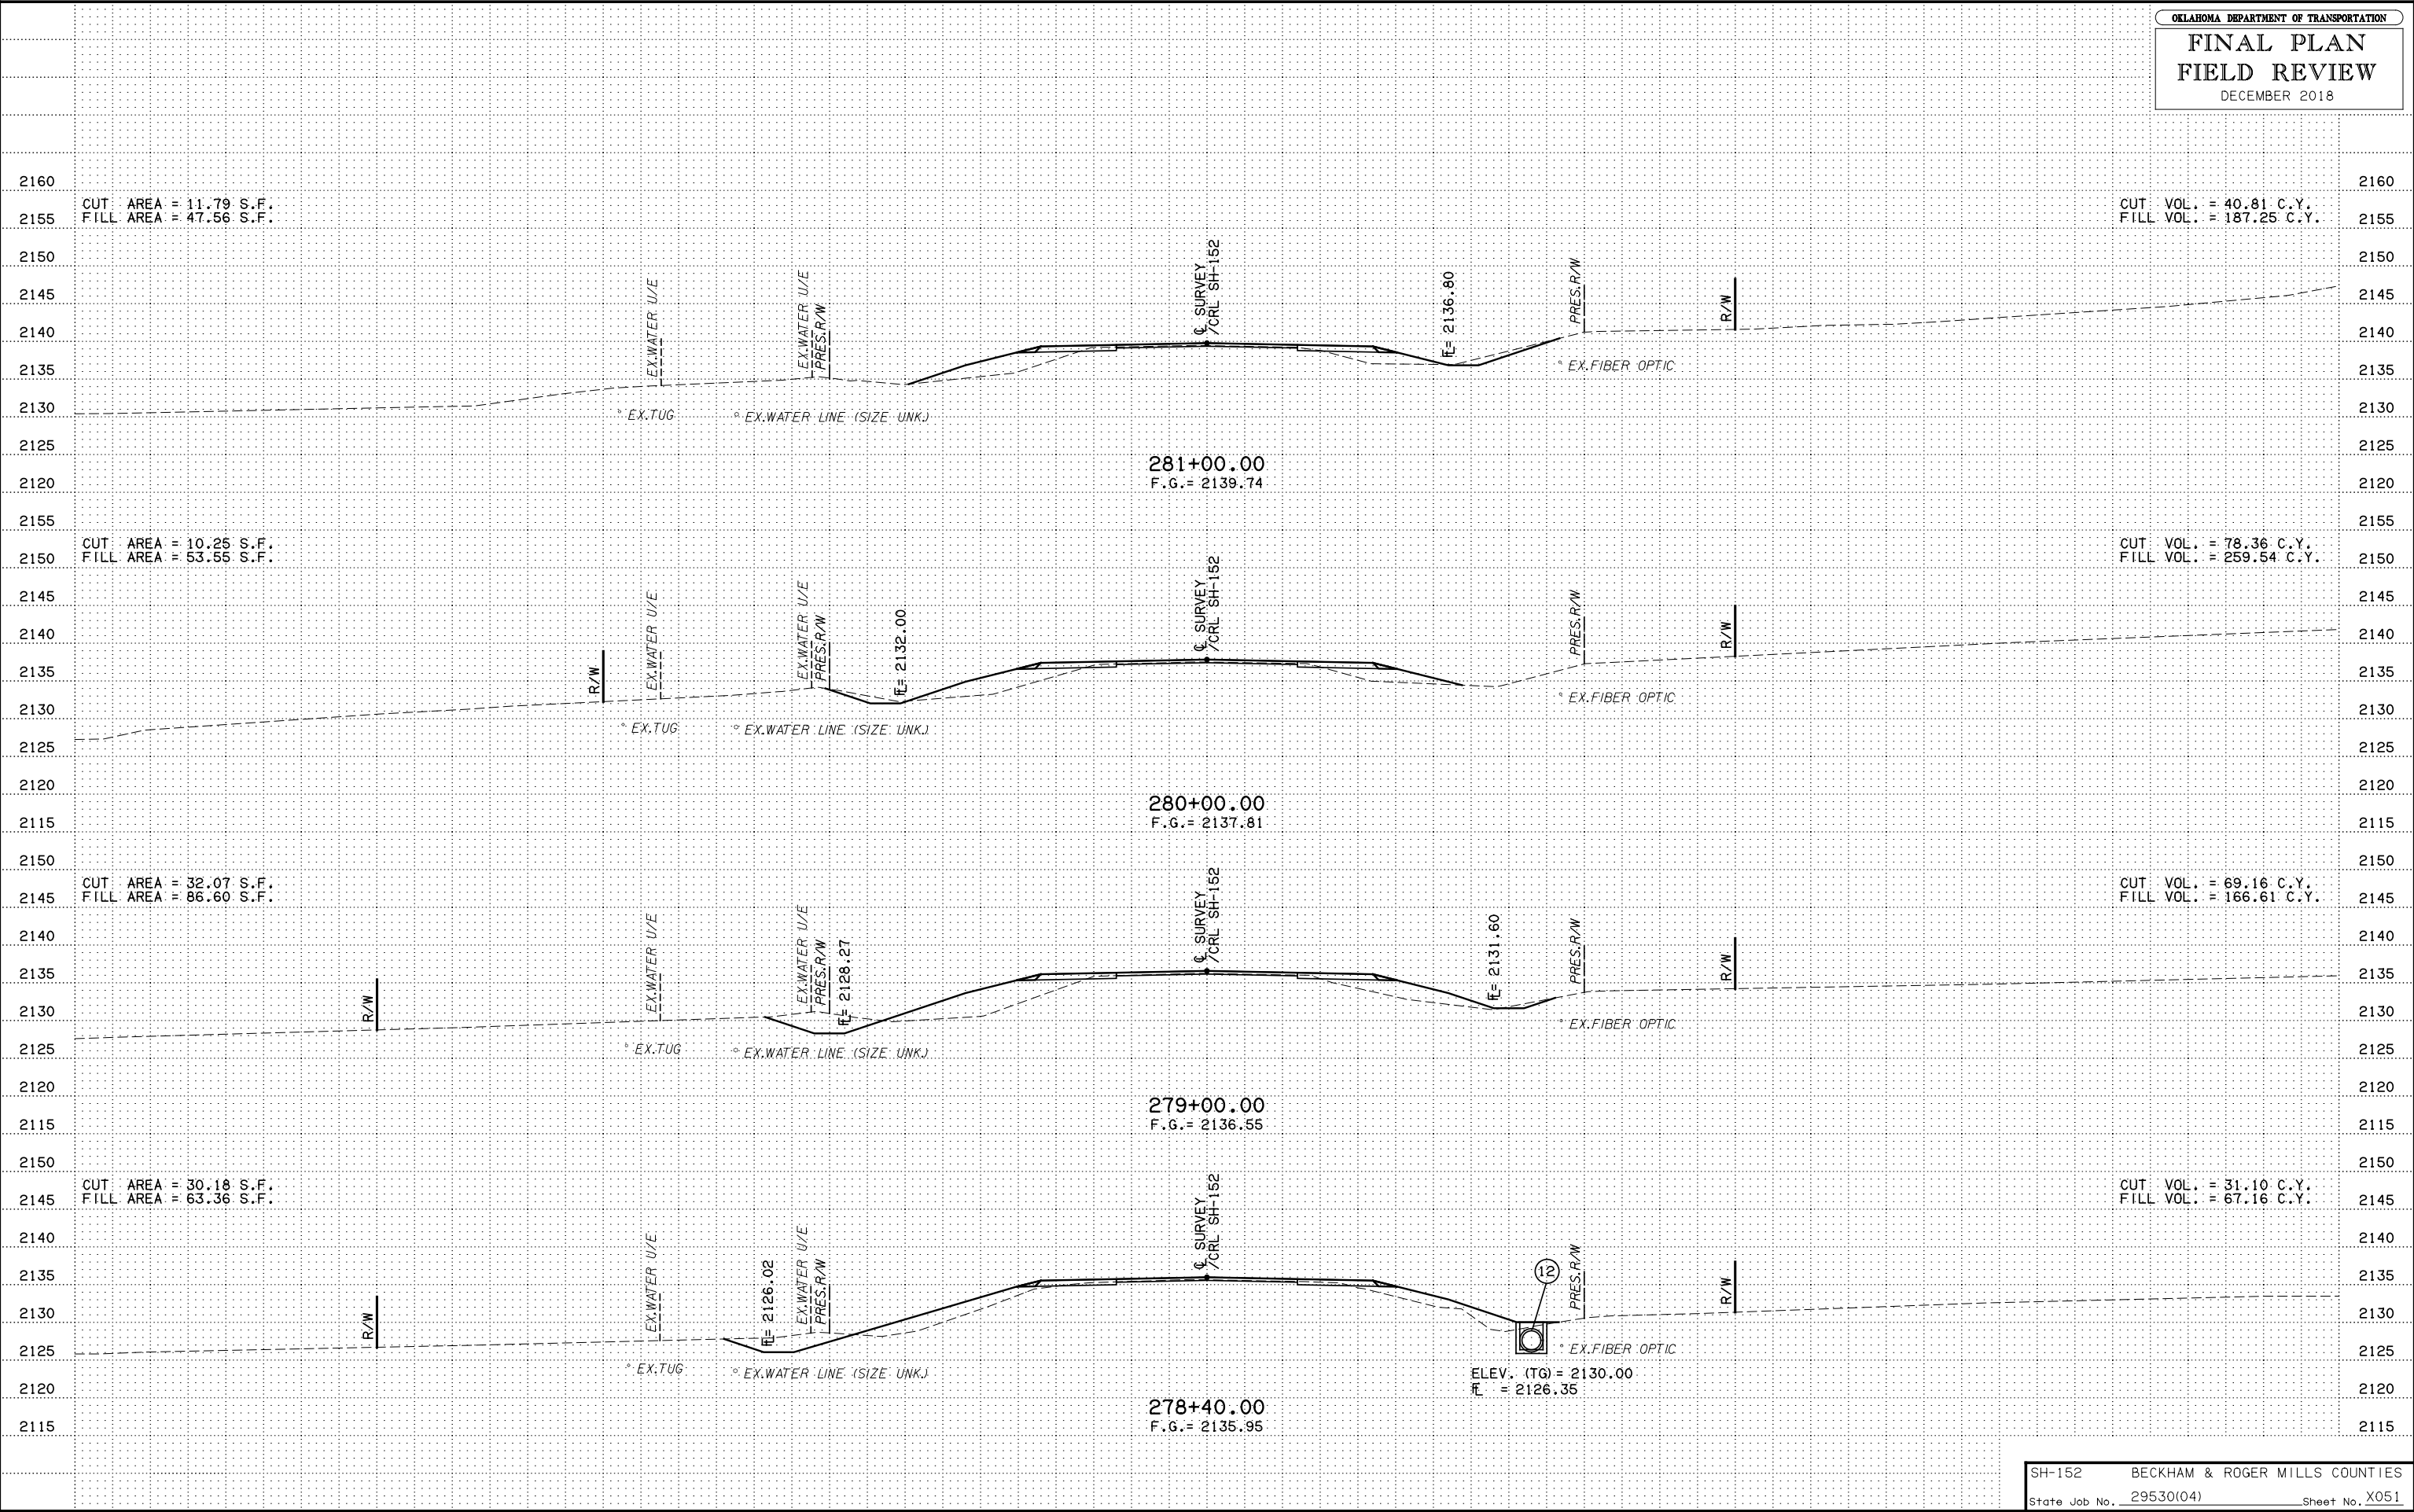 OKLAHOMA DEPARTMENT OF TRANSPORTATION
FINAL PLAN
FIELD REVIEW
DECEMBER 2018
2160 2160
CUT AREA = 11.79 S.F. CUT VOL. = 40.81 C.Y.
FILL AREA = 47.56 S.F. FILL VOL. = 187.25 C.Y.
2155 2155
2150 2150
2145 2145
2140 2140
2135 2135
2130 2130
2125 2125
2120 2120
EX.WATER U/E
EX.WATER U/E
PRES.R/W
℄ SURVEY
/CRL SH-152
FL= 2136.80
PRES.R/W
R/W
EX.FIBER OPTIC
EX.TUG
EX.WATER LINE (SIZE UNK.)
281+00.00
F.G.= 2139.74
2155 2155
CUT AREA = 10.25 S.F. CUT VOL. = 78.36 C.Y.
FILL AREA = 53.55 S.F. FILL VOL. = 259.54 C.Y.
2150 2150
2145 2145
2140 2140
2135 2135
2130 2130
2125 2125
2120 2120
2115 2115
R/W
EX.WATER U/E
EX.WATER U/E
PRES.R/W
FL= 2132.00
℄ SURVEY
/CRL SH-152
PRES.R/W
R/W
EX.FIBER OPTIC
EX.TUG
EX.WATER LINE (SIZE UNK.)
280+00.00
F.G.= 2137.81
2150 2150
CUT AREA = 32.07 S.F. CUT VOL. = 69.16 C.Y.
FILL AREA = 86.60 S.F. FILL VOL. = 166.61 C.Y.
2145 2145
2140 2140
2135 2135
2130 2130
2125 2125
2120 2120
2115 2115
R/W
EX.WATER U/E
EX.WATER U/E
PRES.R/W
FL= 2128.27
℄ SURVEY
/CRL SH-152
FL= 2131.60
PRES.R/W
R/W
EX.FIBER OPTIC
EX.TUG
EX.WATER LINE (SIZE UNK.)
279+00.00
F.G.= 2136.55
2150 2150
CUT AREA = 30.18 S.F. CUT VOL. = 31.10 C.Y.
FILL AREA = 63.36 S.F. FILL VOL. = 67.16 C.Y.
2145 2145
2140 2140
2135 2135
2130 2130
2125 2125
2120 2120
2115 2115
R/W
EX.WATER U/E
FL= 2126.02
EX.WATER U/E
PRES.R/W
℄ SURVEY
/CRL SH-152
12
PRES.R/W
R/W
EX.FIBER OPTIC
EX.TUG
EX.WATER LINE (SIZE UNK.)
ELEV. (TG) = 2130.00
FL = 2126.35
278+40.00
F.G.= 2135.95
SH-152 BECKHAM & ROGER MILLS COUNTIES
State Job No. 29530(04) Sheet No. X051